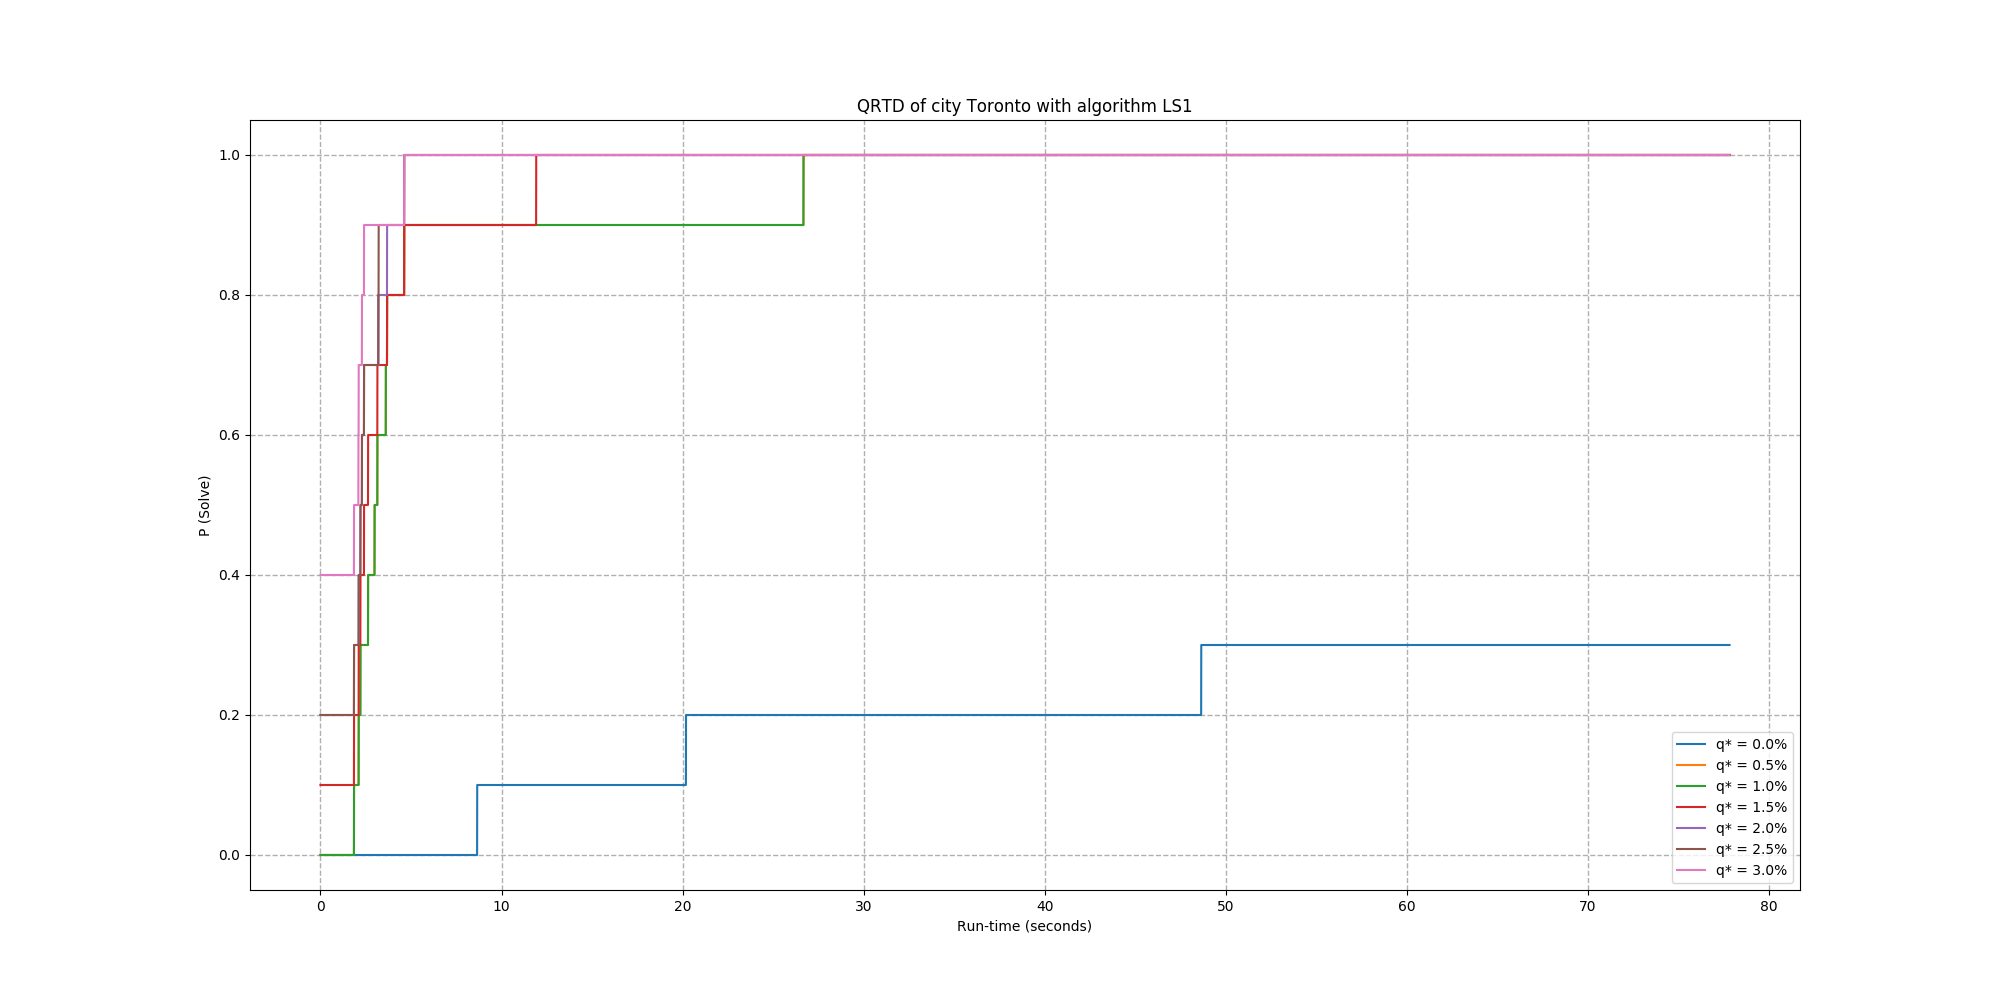 QRTD of city Toronto with algorithm LS1
1.0
0.8
0.6
0.4
0.2
0.0
P (Solve)
0 10 20 30 40 50 60 70 80
Run-time (seconds)
q* = 0.0%
q* = 0.5%
q* = 1.0%
q* = 1.5%
q* = 2.0%
q* = 2.5%
q* = 3.0%